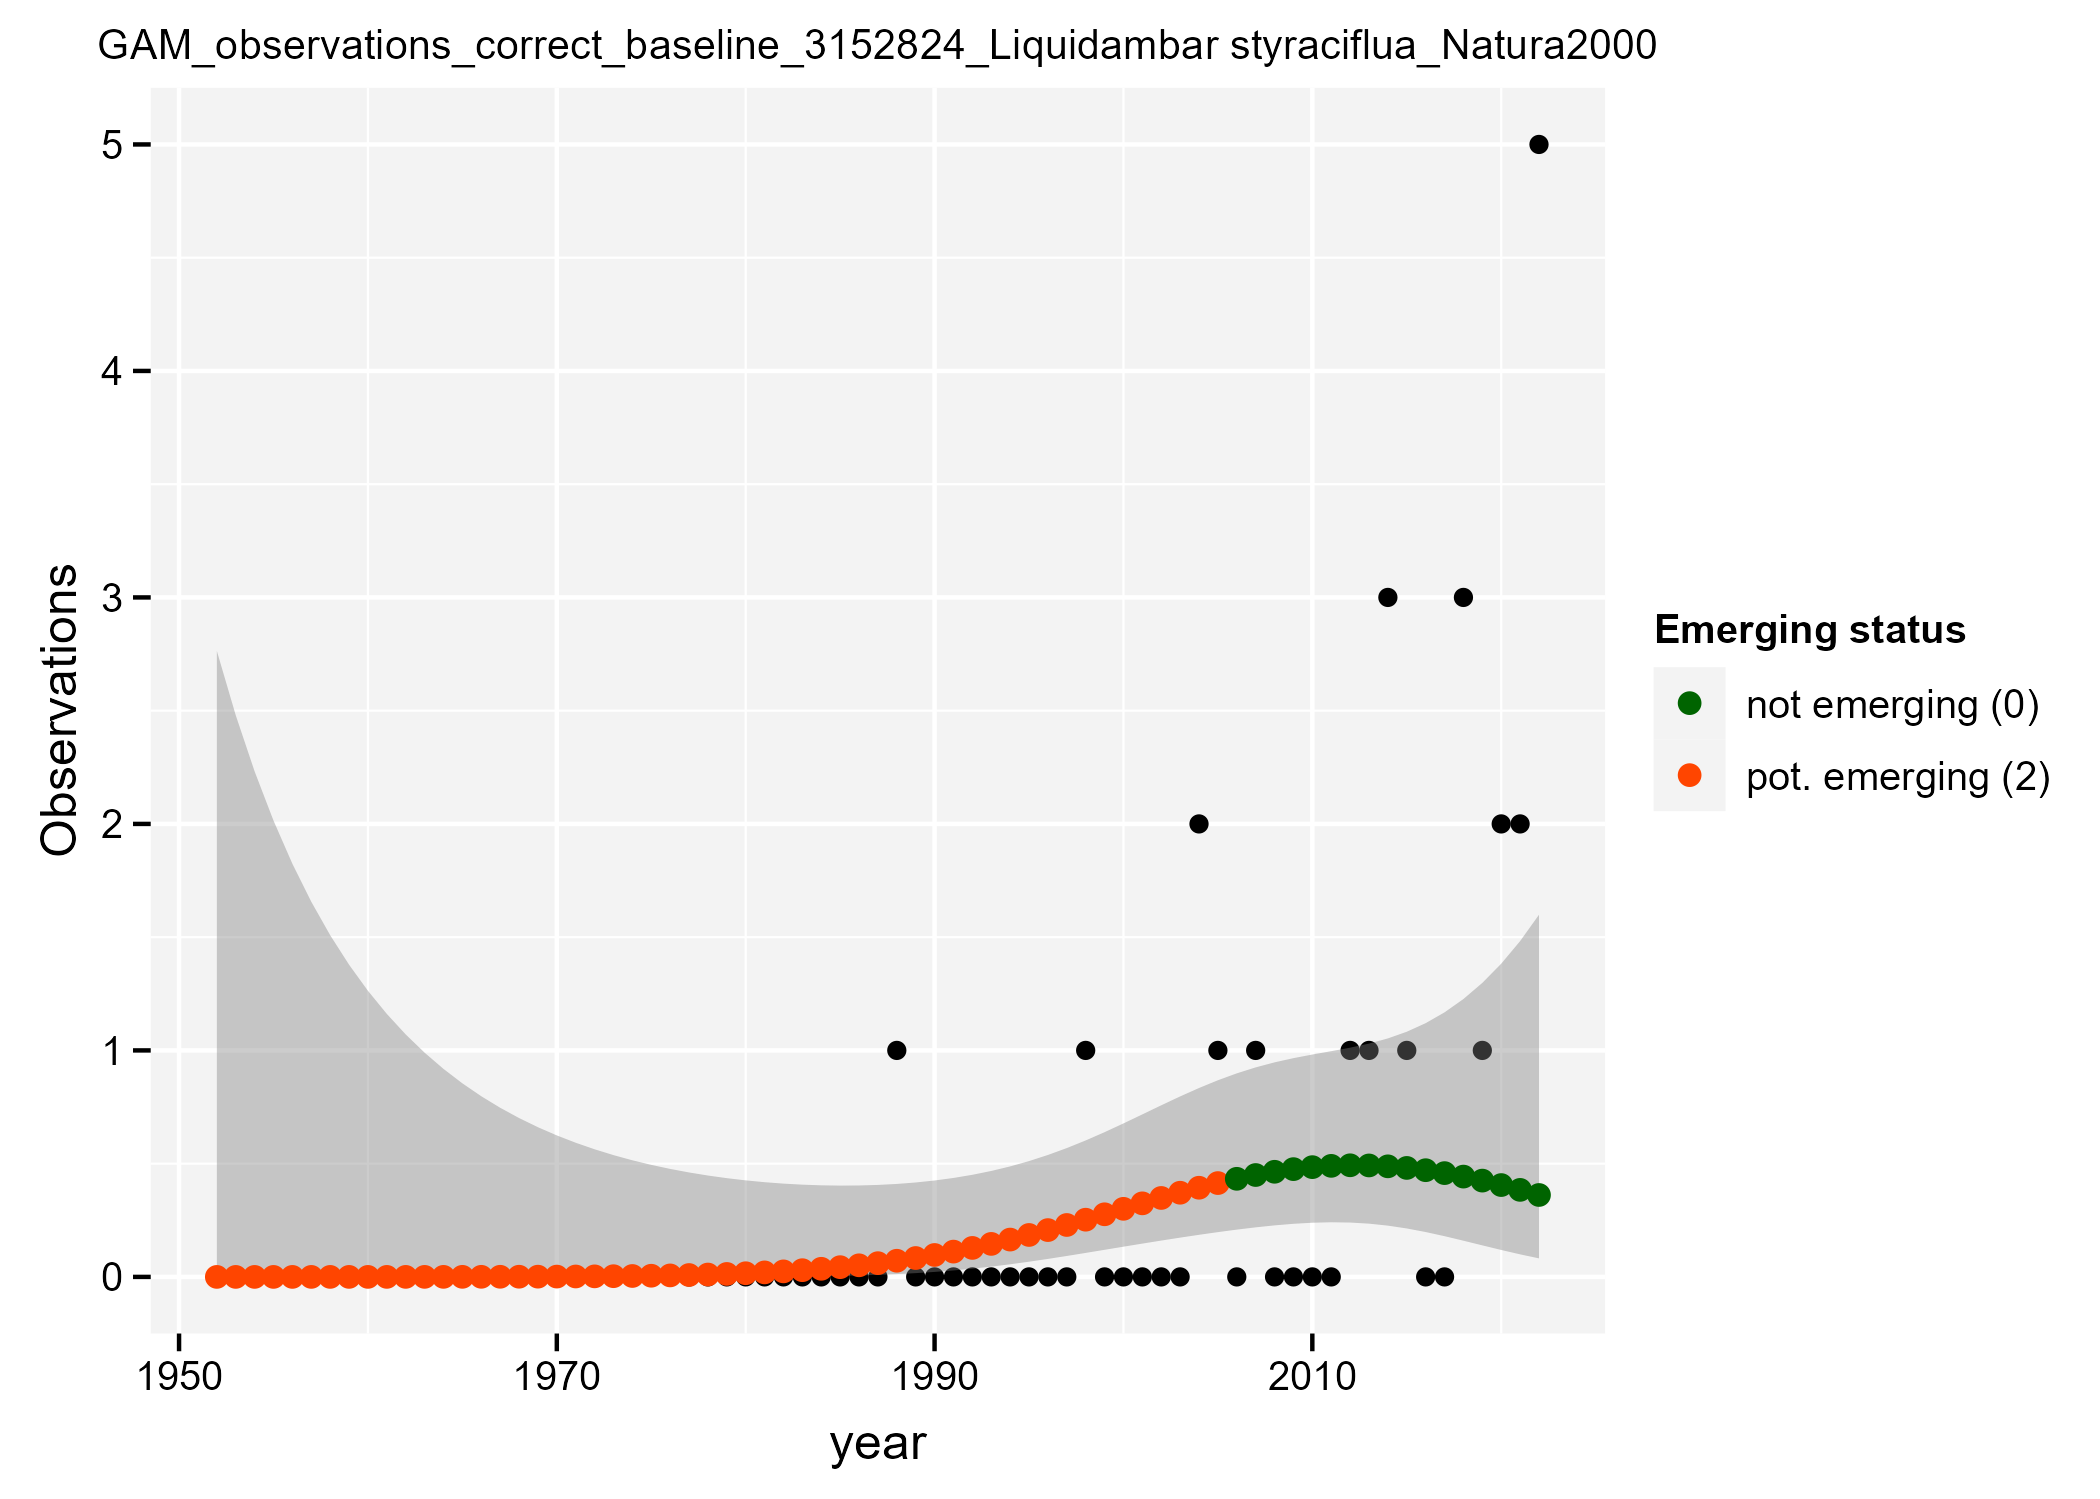 GAM_observations_correct_baseline_3152824_Liquidambar styraciflua_Natura2000
5
4
3
2
1
0
Observations
1950 1970 1990 2010
year
Emerging status
not emerging (0)
pot. emerging (2)